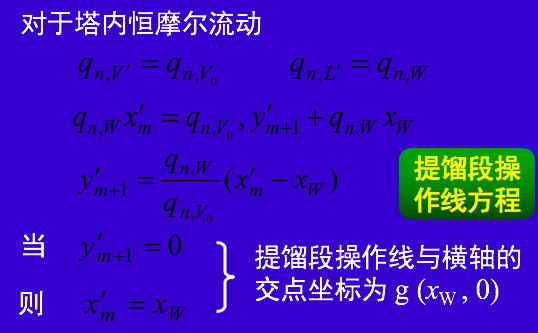 对于塔内恒摩尔流动
q_{n,V'} = q_{n,V_0}    q_{n,L'} = q_{n,W}
q_{n,W} x'_m = q_{n,V_0}, y'_{m+1} + q_{n,W} x_W
y'_{m+1} = \frac{q_{n,W}}{q_{n,V_0}} (x'_m − x_W)
提馏段操
作线方程
当 y'_{m+1} = 0
则 x'_m = x_W
提馏段操作线与横轴的
交点坐标为 g (x_W , 0)